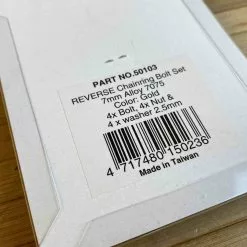 PART NO.50103
REVERSE Chainring Bolt Set
7mm Alloy 7075
Color: Gold
4x Bolt, 4x Nut &
4 x washer 2.5mm
4 717480 150236
Made in Taiwan